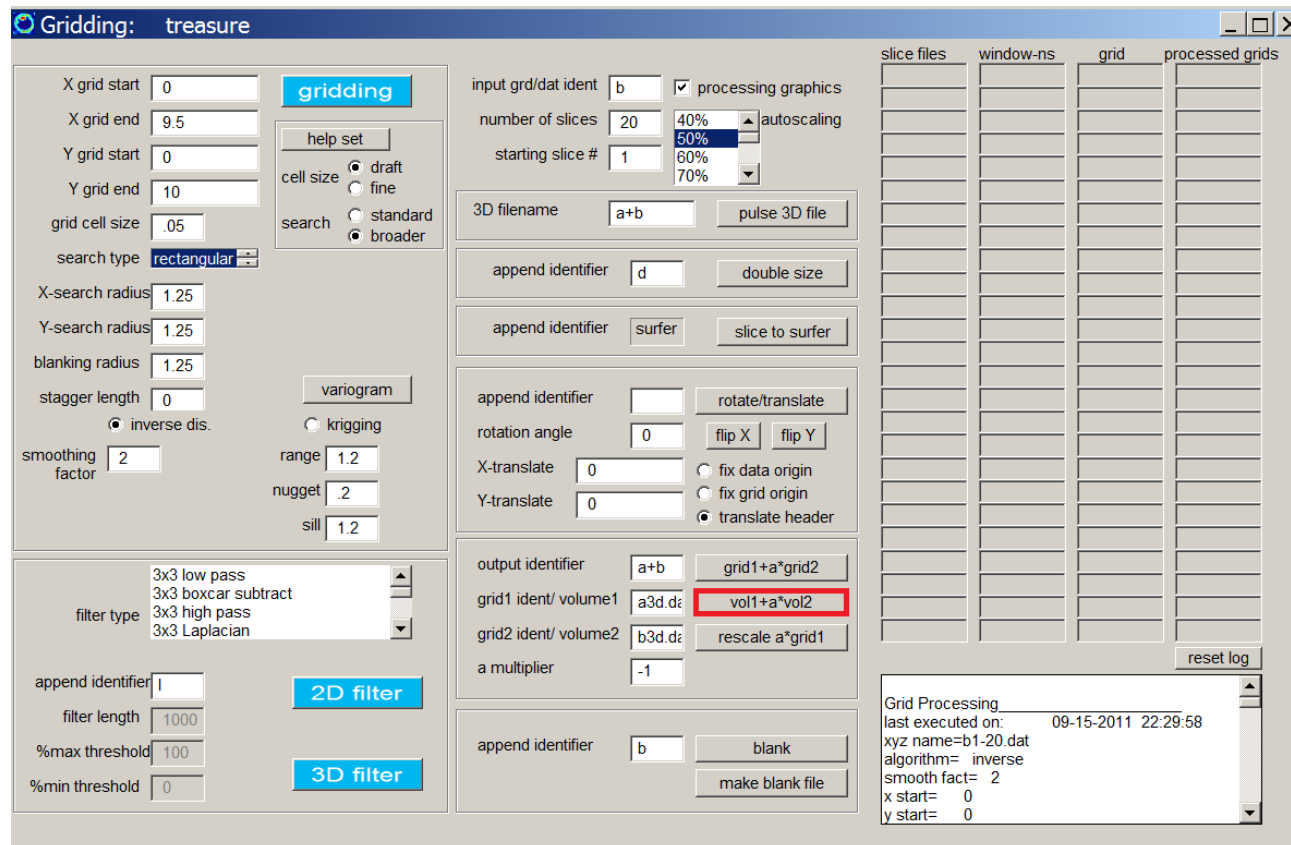 Gridding: treasure
X grid start 0
gridding
X grid end 9.5
Y grid start 0
Y grid end 10
grid cell size .05
search type rectangular
X-search radius 1.25
Y-search radius 1.25
blanking radius 1.25
stagger length 0
help set
cell size draft
fine
search standard
broader
variogram
inverse dis. krigging
smoothing factor 2
range 1.2
nugget .2
sill 1.2
filter type
3x3 low pass
3x3 boxcar subtract
3x3 high pass
3x3 Laplacian
append identifier l
2D filter
filter length 1000
%max threshold 100
%min threshold 0
3D filter
input grd/dat ident b processing graphics
number of slices 20
starting slice # 1
40%
50%
60%
70%
autoscaling
3D filename a+b pulse 3D file
append identifier d double size
append identifier surfer slice to surfer
append identifier rotate/translate
rotation angle 0 flip X flip Y
X-translate 0 fix data origin
fix grid origin
Y-translate 0
translate header
output identifier a+b grid1+a*grid2
grid1 ident/ volume1 a3d.da vol1+a*vol2
grid2 ident/ volume2 b3d.da rescale a*grid1
a multiplier -1
append identifier b blank
make blank file
slice files window-ns grid processed grids
reset log
Grid Processing____________________
last executed on: 09-15-2011 22:29:58
xyz name=b1-20.dat
algorithm= inverse
smooth fact= 2
x start= 0
y start= 0